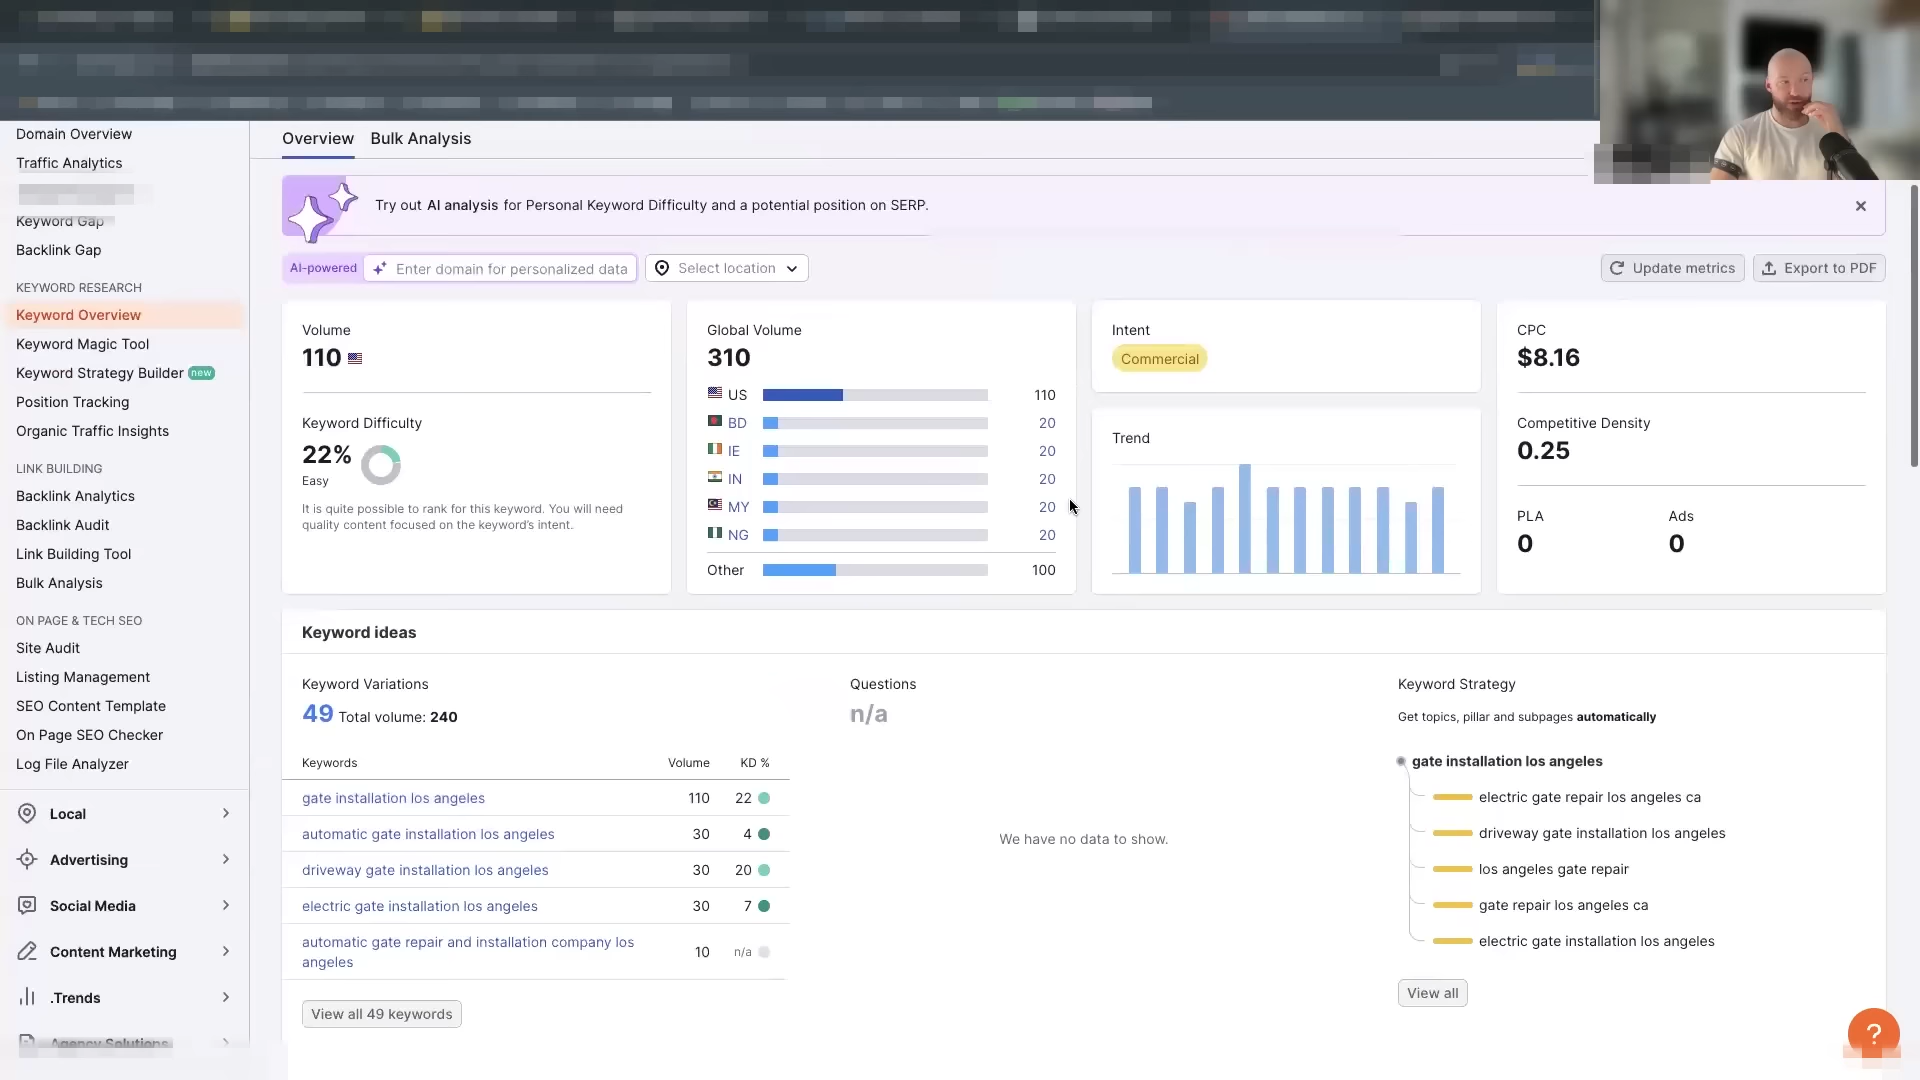 Domain Overview
Traffic Analytics
Keyword Gap
Backlink Gap
KEYWORD RESEARCH
Keyword Overview
Keyword Magic Tool
Keyword Strategy Builder new
Position Tracking
Organic Traffic Insights
LINK BUILDING
Backlink Analytics
Backlink Audit
Link Building Tool
Bulk Analysis
ON PAGE & TECH SEO
Site Audit
Listing Management
SEO Content Template
On Page SEO Checker
Log File Analyzer
Local
Advertising
Social Media
Content Marketing
.Trends
Agency Solutions
Overview Bulk Analysis
Try out AI analysis for Personal Keyword Difficulty and a potential position on SERP.
AI-powered Enter domain for personalized data Select location
Update metrics Export to PDF
Volume
110
Keyword Difficulty
22%
Easy
It is quite possible to rank for this keyword. You will need
quality content focused on the keyword's intent.
Global Volume
310
US 110
BD 20
IE 20
IN 20
MY 20
NG 20
Other 100
Intent
Commercial
Trend
CPC
$8.16
Competitive Density
0.25
PLA Ads
0 0
Keyword ideas
Keyword Variations
49 Total volume: 240
Keywords Volume KD %
gate installation los angeles 110 22
automatic gate installation los angeles 30 4
driveway gate installation los angeles 30 20
electric gate installation los angeles 30 7
automatic gate repair and installation company los
angeles 10 n/a
View all 49 keywords
Questions
n/a
We have no data to show.
Keyword Strategy
Get topics, pillar and subpages automatically
gate installation los angeles
electric gate repair los angeles ca
driveway gate installation los angeles
los angeles gate repair
gate repair los angeles ca
electric gate installation los angeles
View all
?